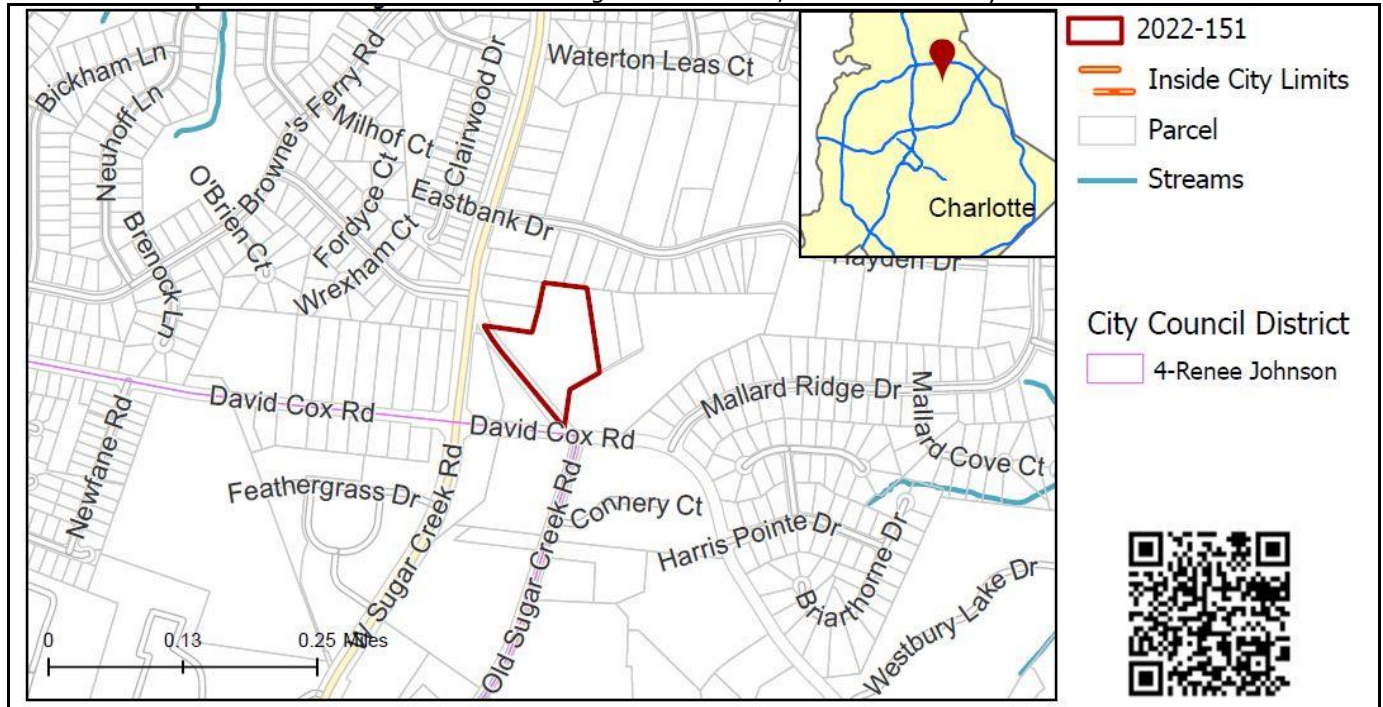 Bickham Ln
Neuhoff Ln
Browne's Ferry Rd
Milhof Ct
Clairwood Dr
Waterton Leas Ct
O'Brien Ct
Fordyce Ct
Wrexham Ct
Eastbank Dr
Brenock Ln
Hayden Dr
David Cox Rd
David Cox Rd
Newfane Rd
Feathergrass Dr
W Sugar Creek Rd
Old Sugar Creek Rd
Connery Ct
Mallard Ridge Dr
Mallard Cove Ct
Harris Pointe Dr
Briarthorne Dr
Westbury Lake Dr
0 0.13 0.25 Miles
Charlotte
2022-151
Inside City Limits
Parcel
Streams
City Council District
4-Renee Johnson